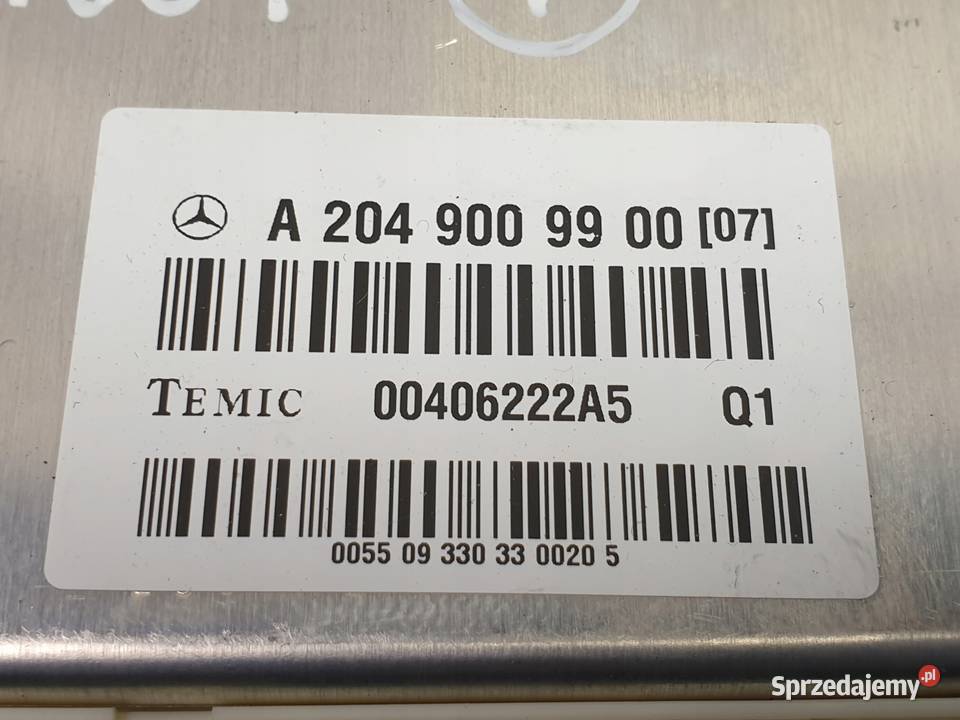 A 204 900 99 00 [07]
TEMIC 00406222A5 Q1
0055 09 330 33 0020 5
Sprzedajemy.pl